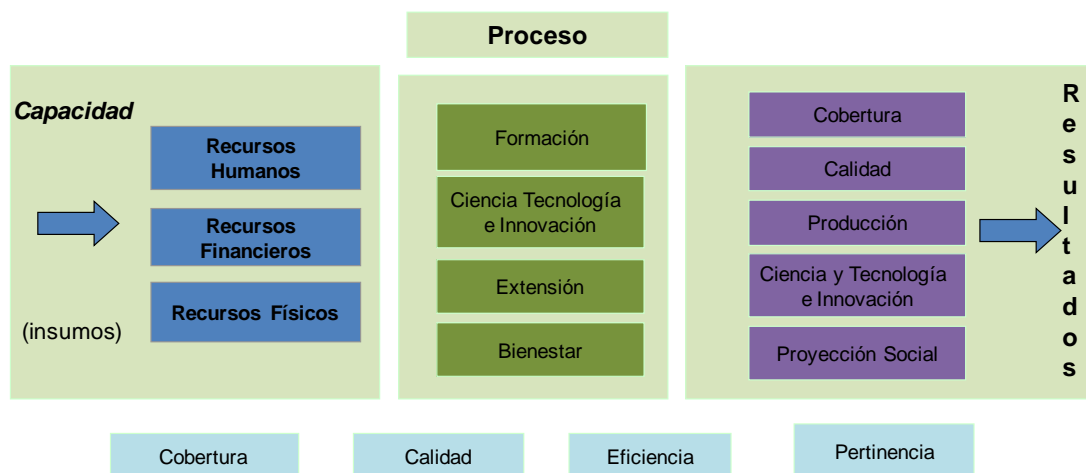 Proceso
Capacidad
Recursos
Humanos
Recursos
Financieros
Recursos Físicos
(insumos)
Formación
Ciencia Tecnología
e Innovación
Extensión
Bienestar
Cobertura
Calidad
Producción
Ciencia y Tecnología
e Innovación
Proyección Social
Resultados
Cobertura
Calidad
Eficiencia
Pertinencia